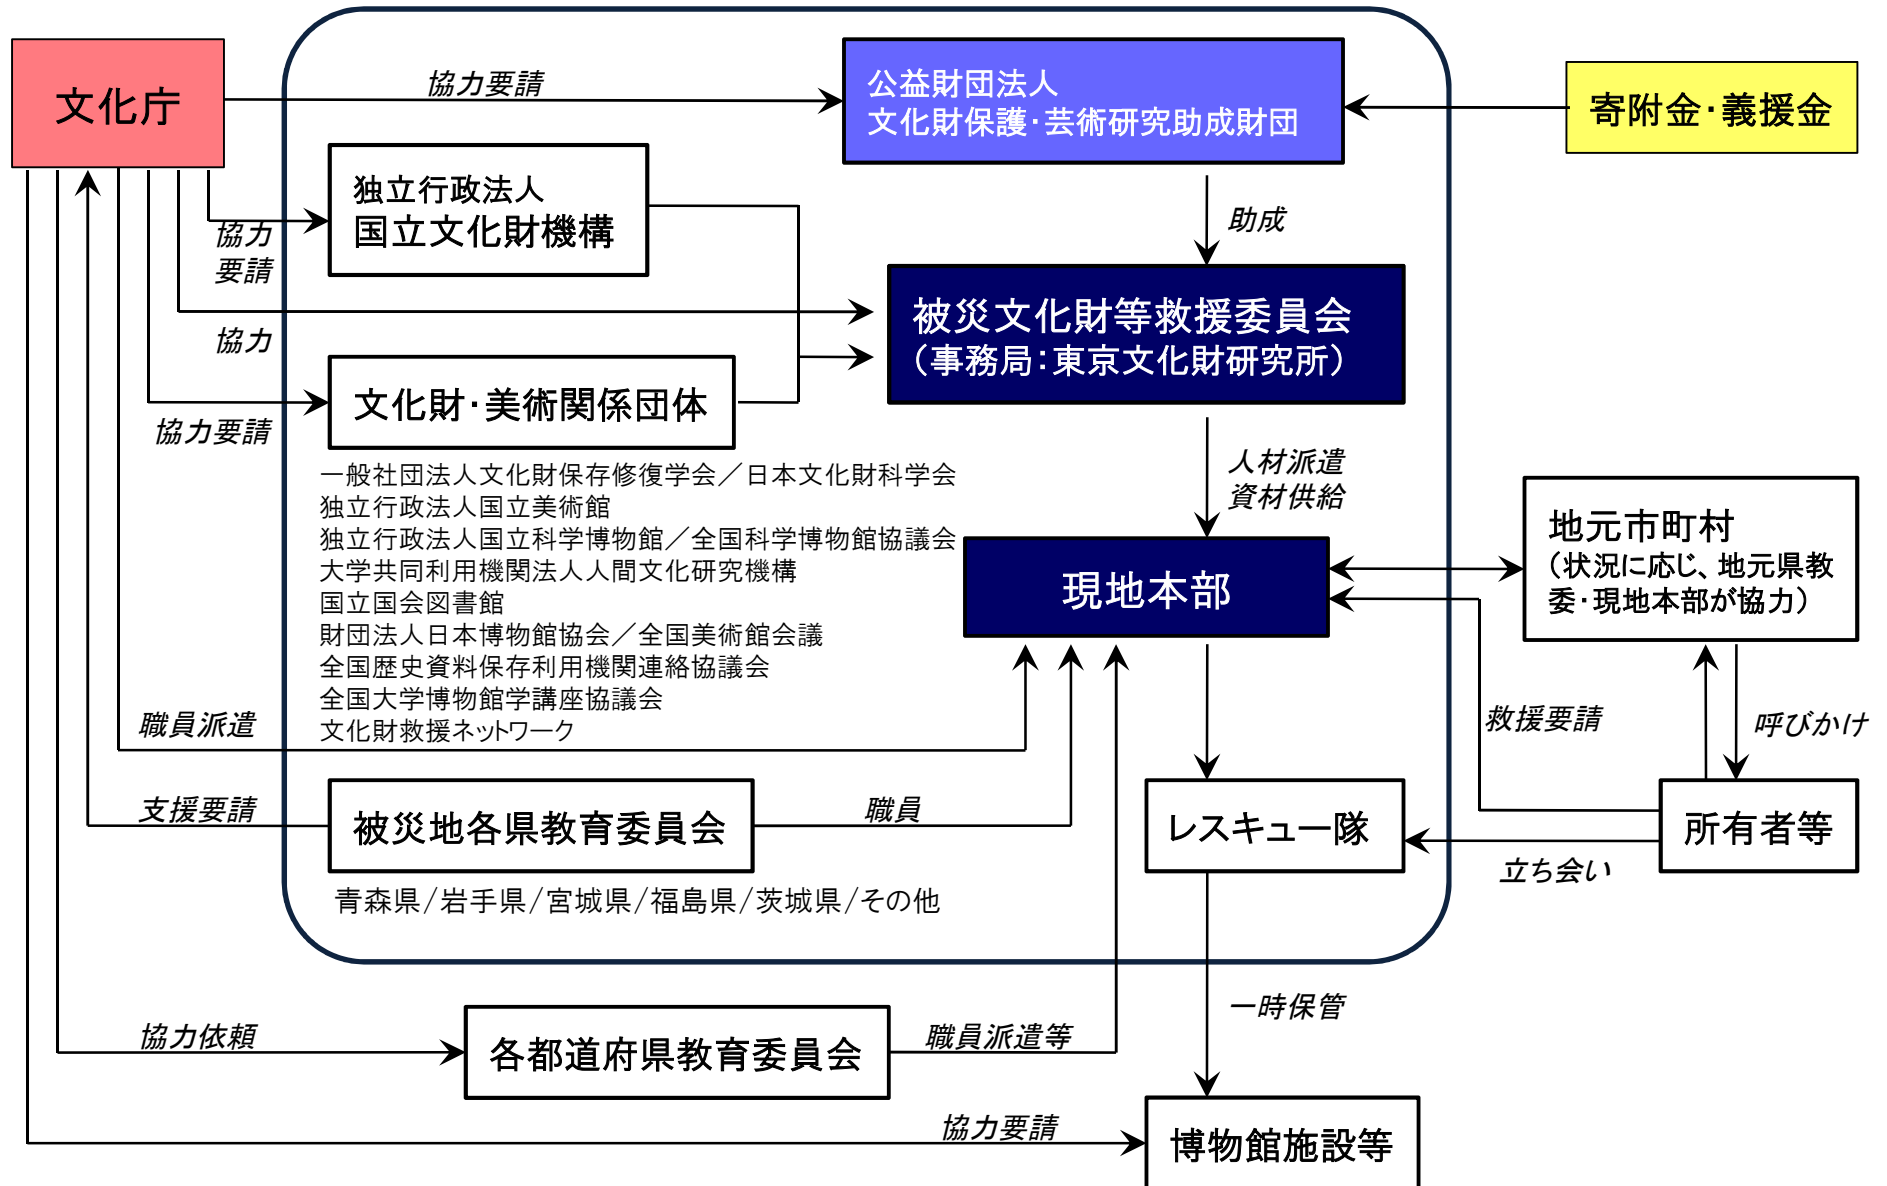 文化庁
協力要請
公益財団法人
文化財保護・芸術研究助成財団
寄附金・義援金
独立行政法人
国立文化財機構
協力
要請
助成
被災文化財等救援委員会
（事務局：東京文化財研究所）
協力
文化財・美術関係団体
協力要請
一般社団法人文化財保存修復学会／日本文化財科学会
独立行政法人国立美術館
独立行政法人国立科学博物館／全国科学博物館協議会
大学共同利用機関法人人間文化研究機構
国立国会図書館
財団法人日本博物館協会／全国美術館会議
全国歴史資料保存利用機関連絡協議会
全国大学博物館学講座協議会
文化財救援ネットワーク
人材派遣
資材供給
現地本部
地元市町村
（状況に応じ、地元県教
委・現地本部が協力）
職員派遣
救援要請
呼びかけ
支援要請
被災地各県教育委員会
職員
レスキュー隊
所有者等
立ち会い
青森県/岩手県/宮城県/福島県/茨城県/その他
一時保管
協力依頼
各都道府県教育委員会
職員派遣等
協力要請
博物館施設等